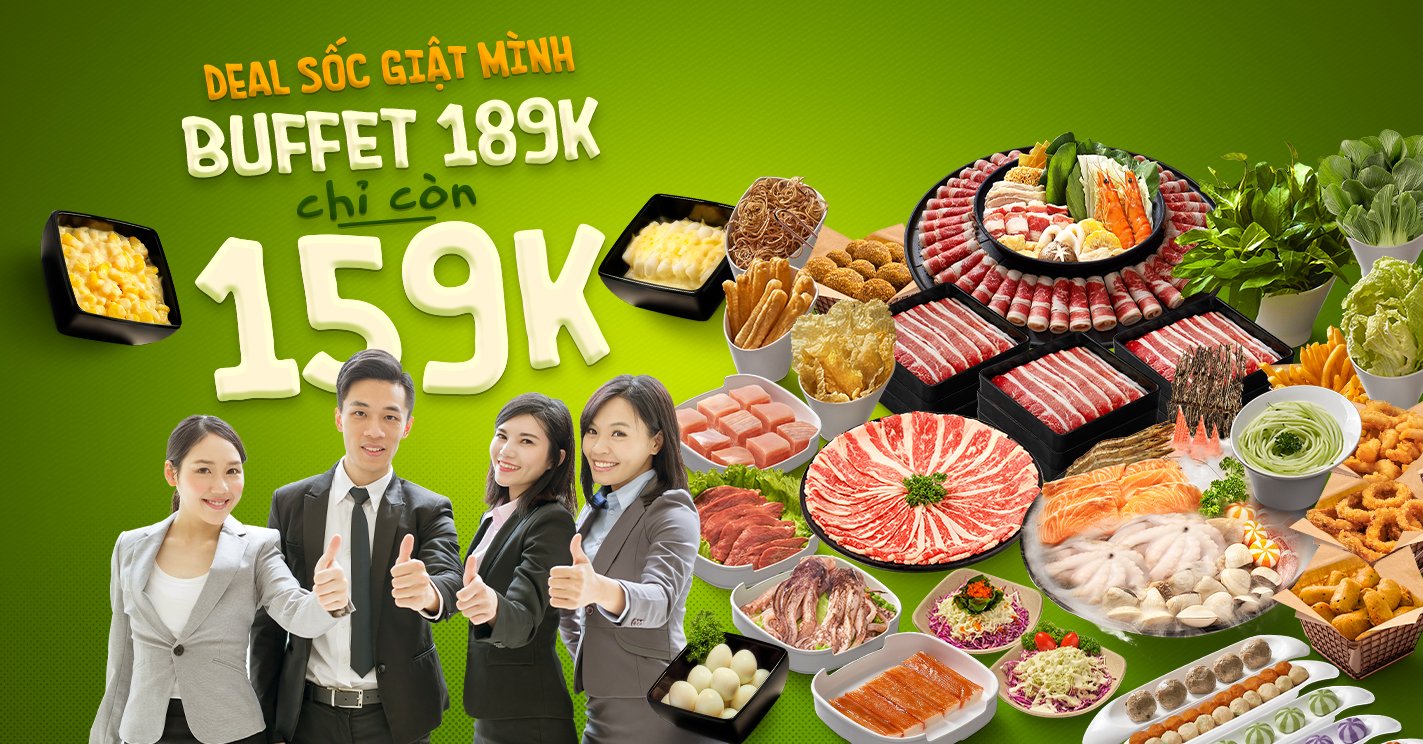 DEAL SỐC GIẬT MÌNH
BUFFET 189K
chỉ còn
159K